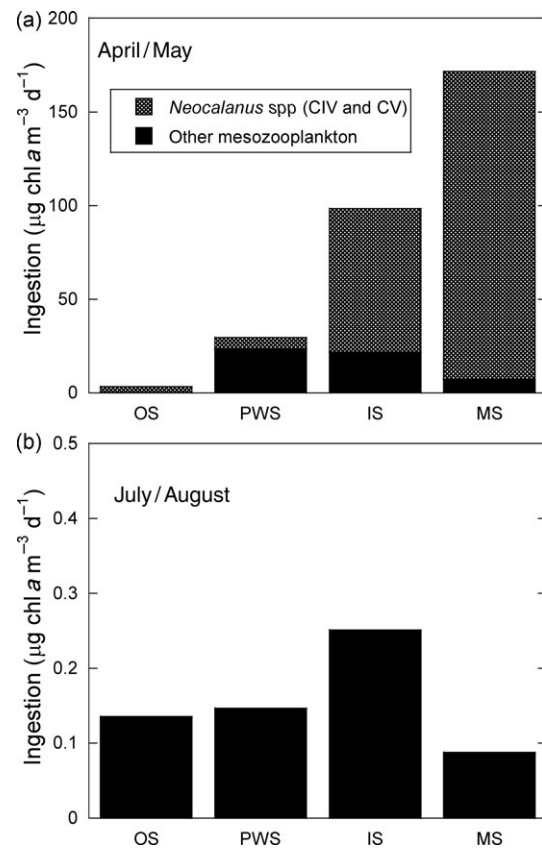 (a)
200
April/May
Neocalanus spp (CIV and CV)
Other mesozooplankton
150
100
50
0
Ingestion (μg chl a m⁻³ d⁻¹)
OS PWS IS MS
(b)
0.5
July/August
0.4
0.3
0.2
0.1
0
Ingestion (μg chl a m⁻³ d⁻¹)
OS PWS IS MS